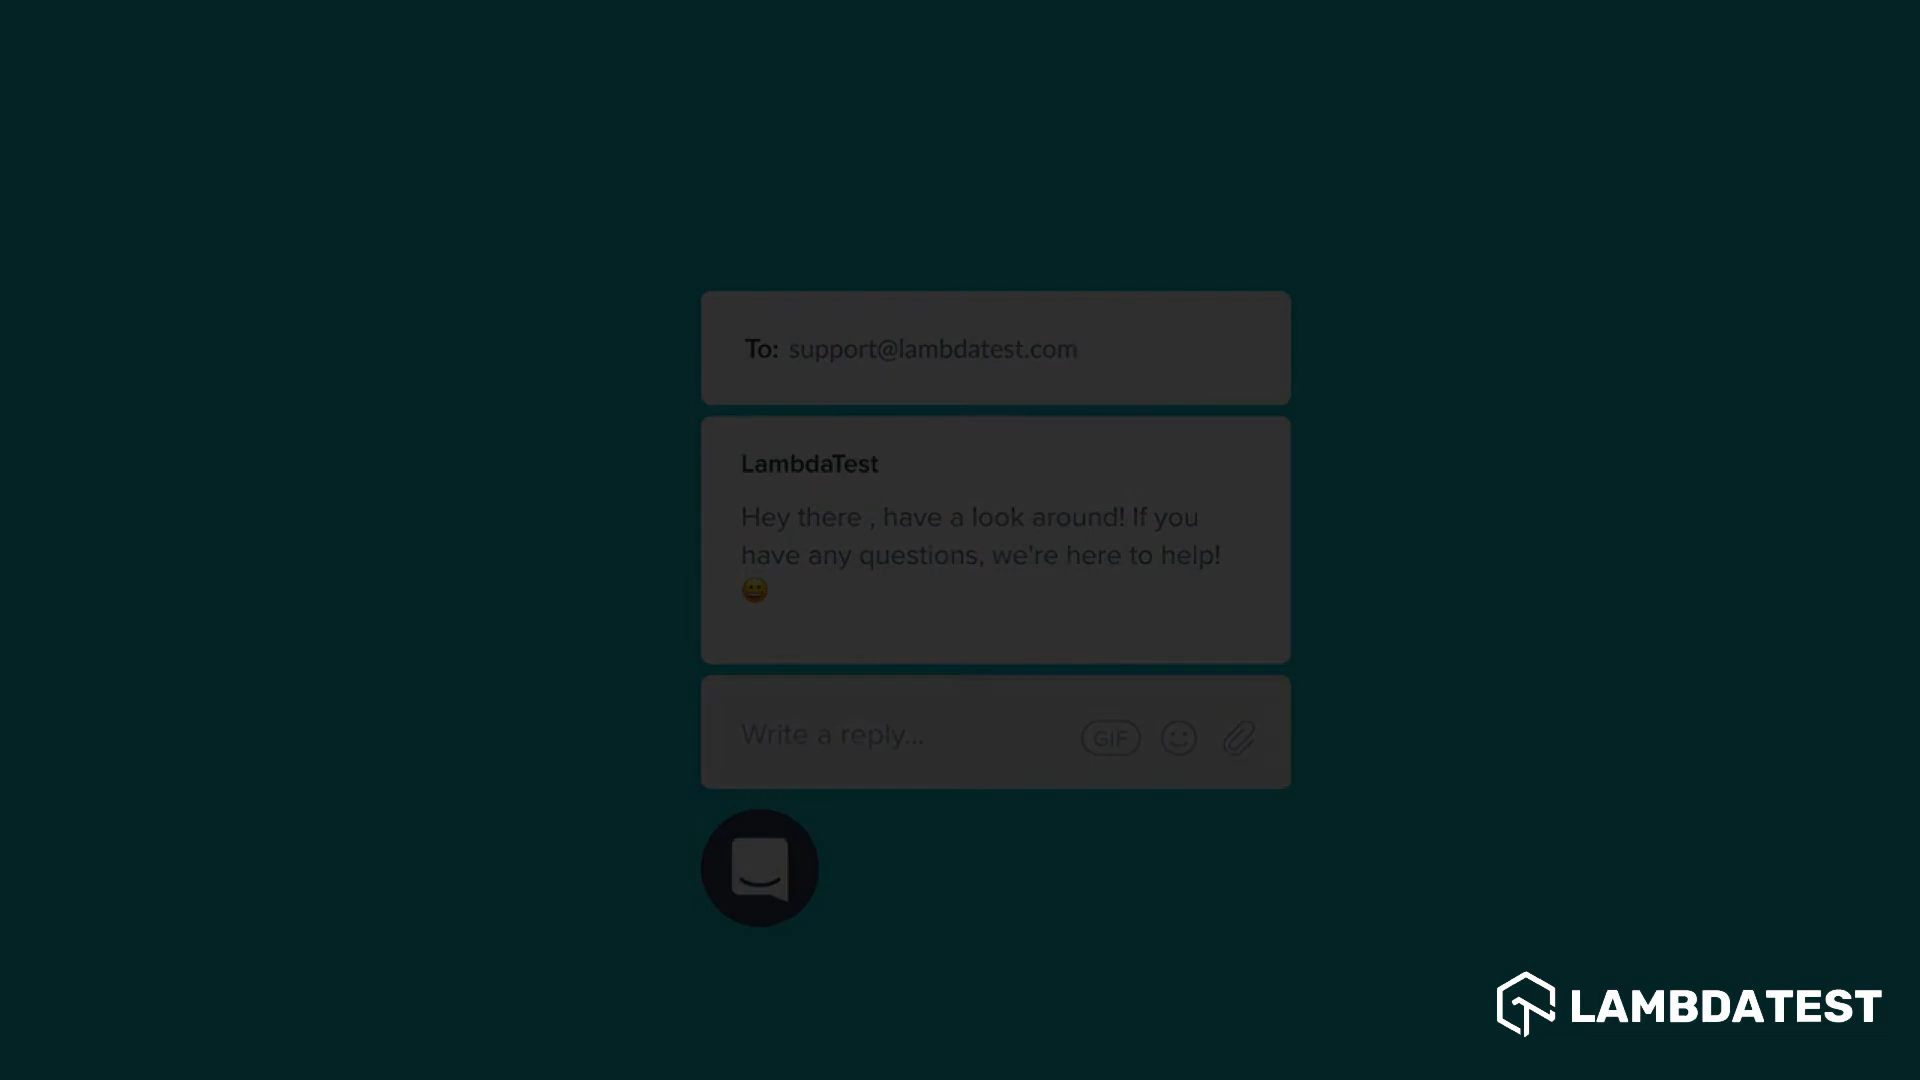 To: support@lambdatest.com
LambdaTest
Hey there , have a look around! If you
have any questions, we're here to help!
😀
Write a reply...
GIF
LAMBDATEST